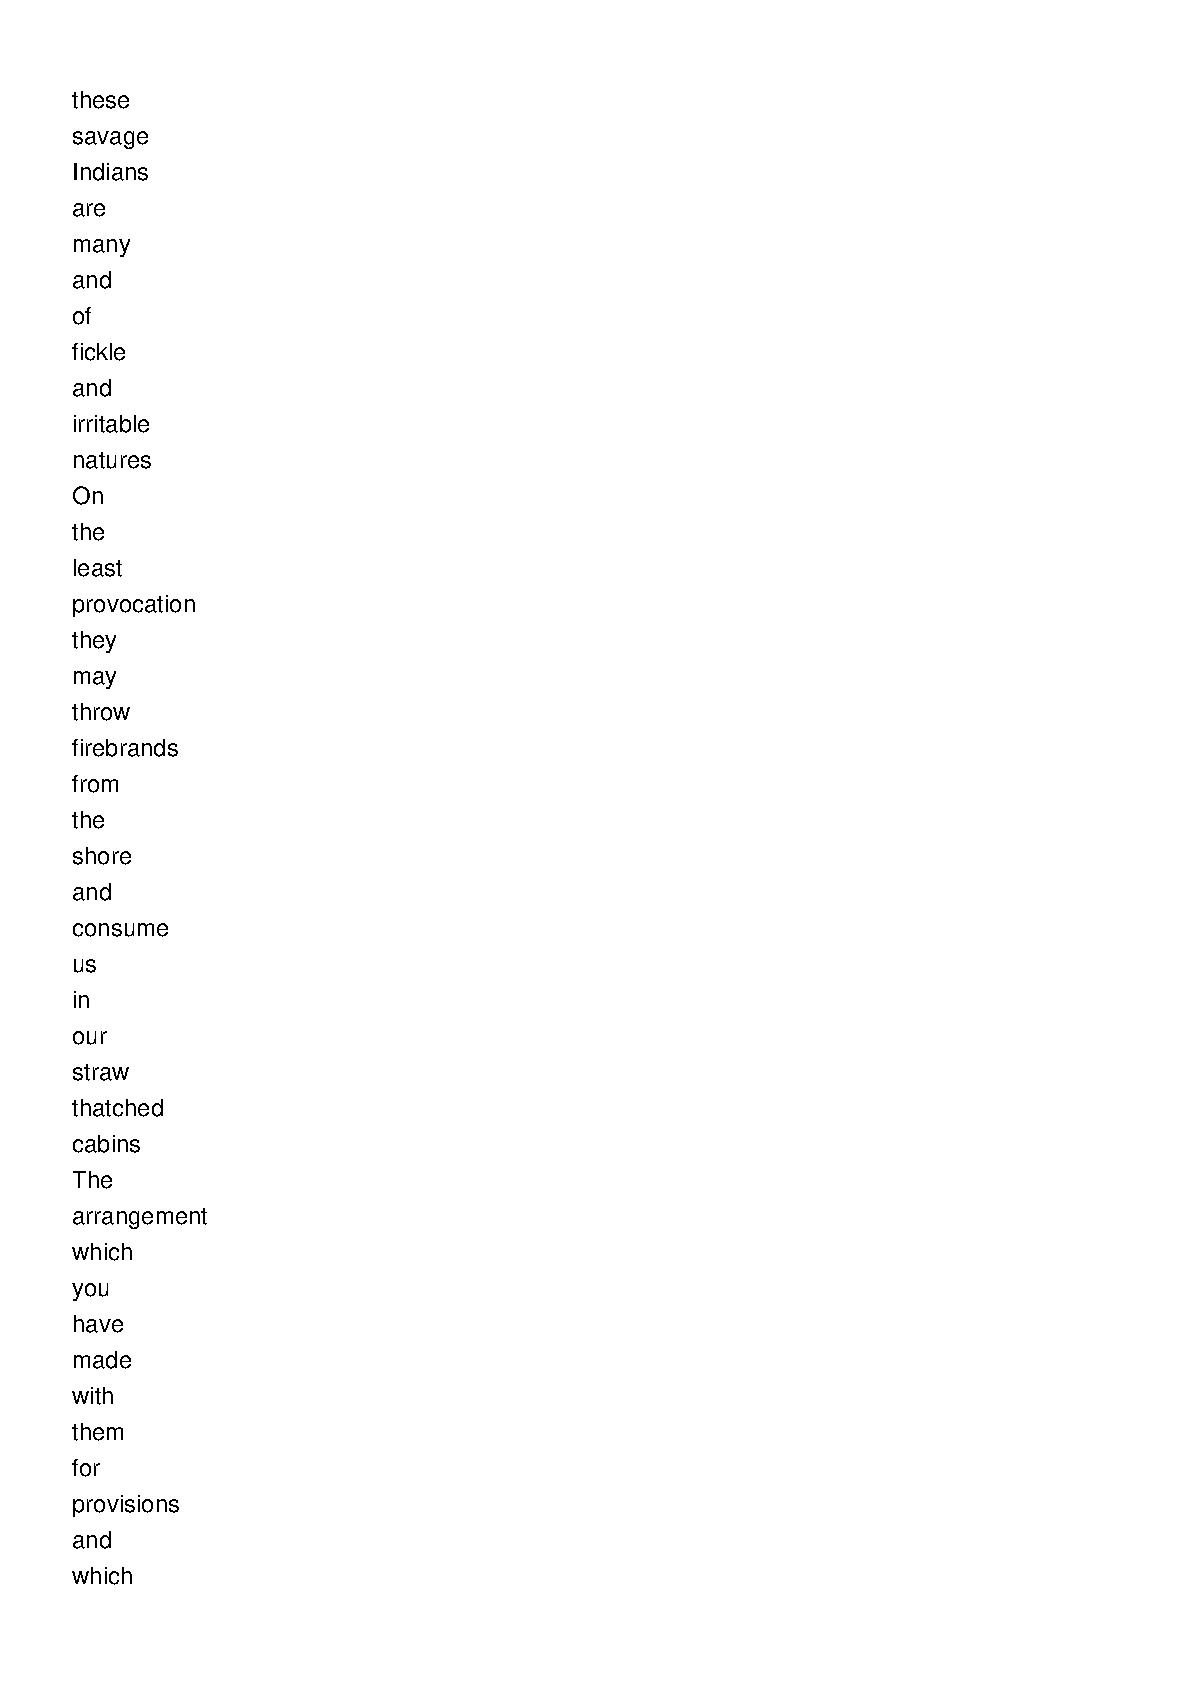 these
savage
Indians
are
many
and
of
fickle
and
irritable
natures
On
the
least
provocation
they
may
throw
firebrands
from
the
shore
and
consume
us
in
our
straw
thatched
cabins
The
arrangement
which
you
have
made
with
them
for
provisions
and
which